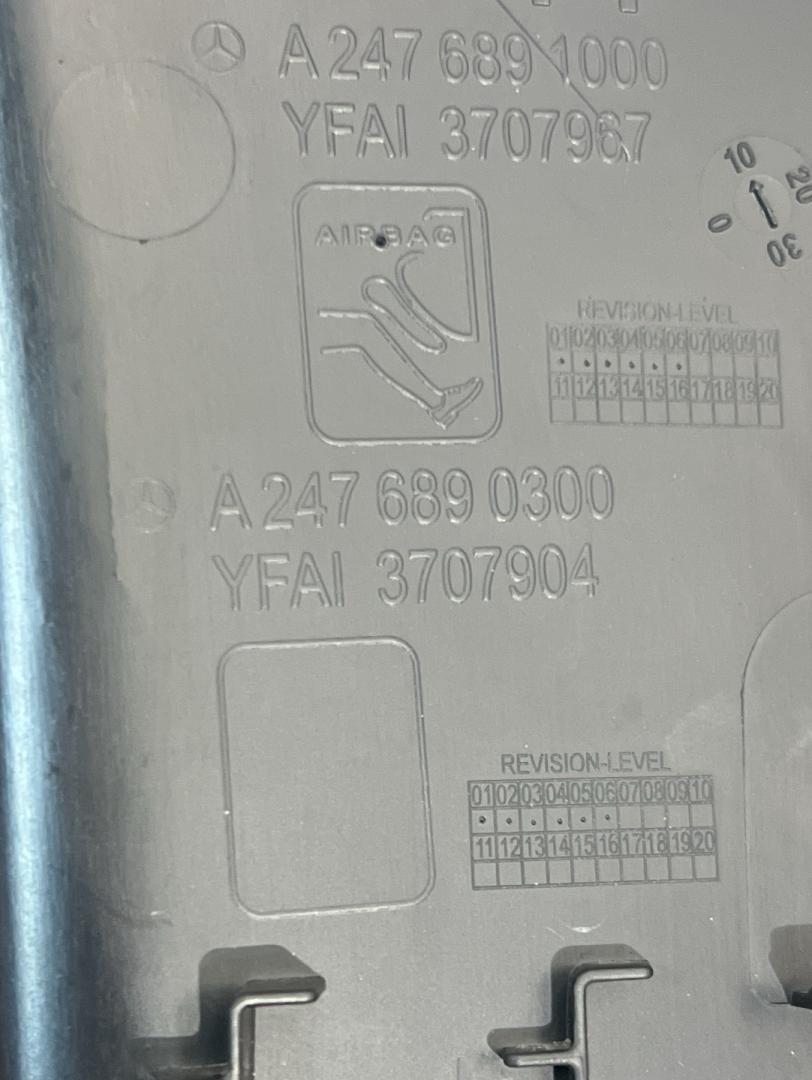 A 247 689 1000
YFAI 3707967
10
20
0
30
AIRBAG
REVISION-LEVEL
01 02 03 04 05 06 07 08 09 10
11 12 13 14 15 16 17 18 19 20
A 247 689 0300
YFAI 3707904
REVISION-LEVEL
01 02 03 04 05 06 07 08 09 10
11 12 13 14 15 16 17 18 19 20